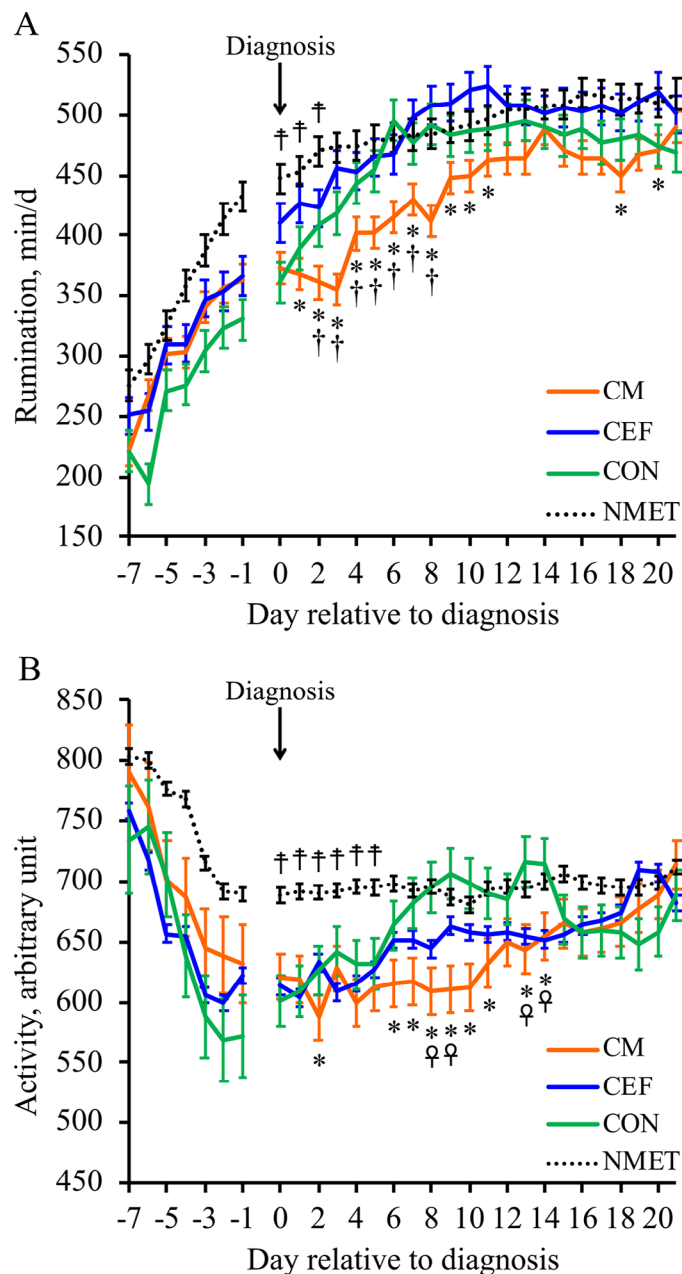 A
Diagnosis
Rumination, min/d
550
500
450
400
350
300
250
200
150
☨ ☨ ☨
* * * * * * * * * * * * * *
† † † † † † †
CM
CEF
CON
NMET
-7 -5 -3 -1 0 2 4 6 8 10 12 14 16 18 20
Day relative to diagnosis
B
Diagnosis
Activity, arbitrary unit
850
800
750
700
650
600
550
500
450
☨ ☨ ☨ ☨ ☨ ☨
* * * * * * * * *
♀ ♀ ♀ ♀
CM
CEF
CON
NMET
-7 -5 -3 -1 0 2 4 6 8 10 12 14 16 18 20
Day relative to diagnosis